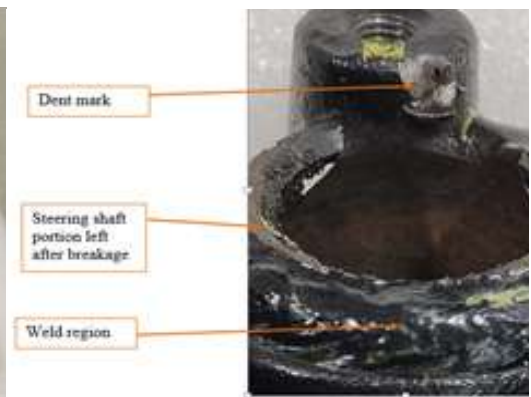 Dent mark
Steering shaft
portion left
after breakage
Weld region